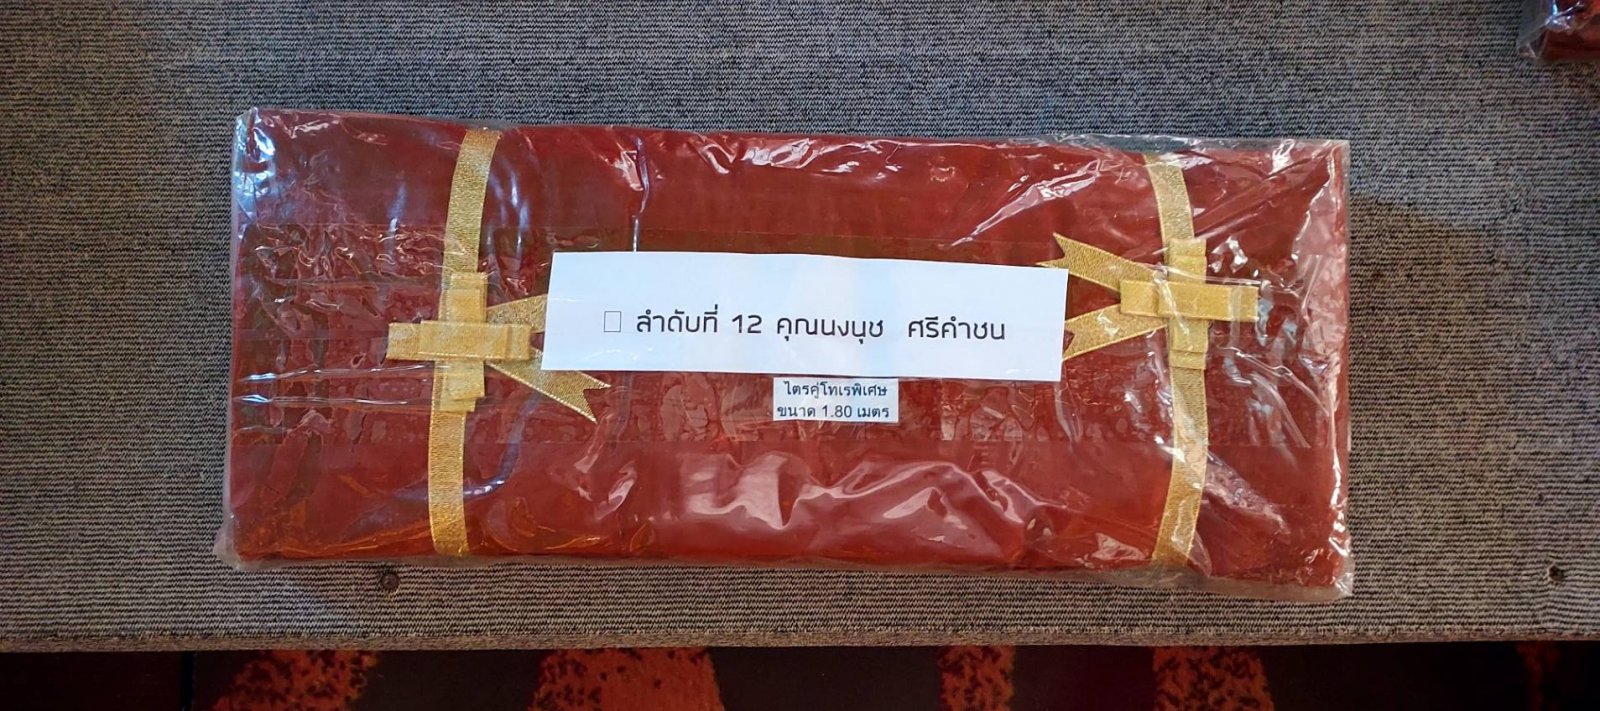 ☐ ลำดับที่ 12 คุณนงนุช ศรีคำชน
ไตรคู่โทเรพิเศษ
ขนาด 1.80 เมตร